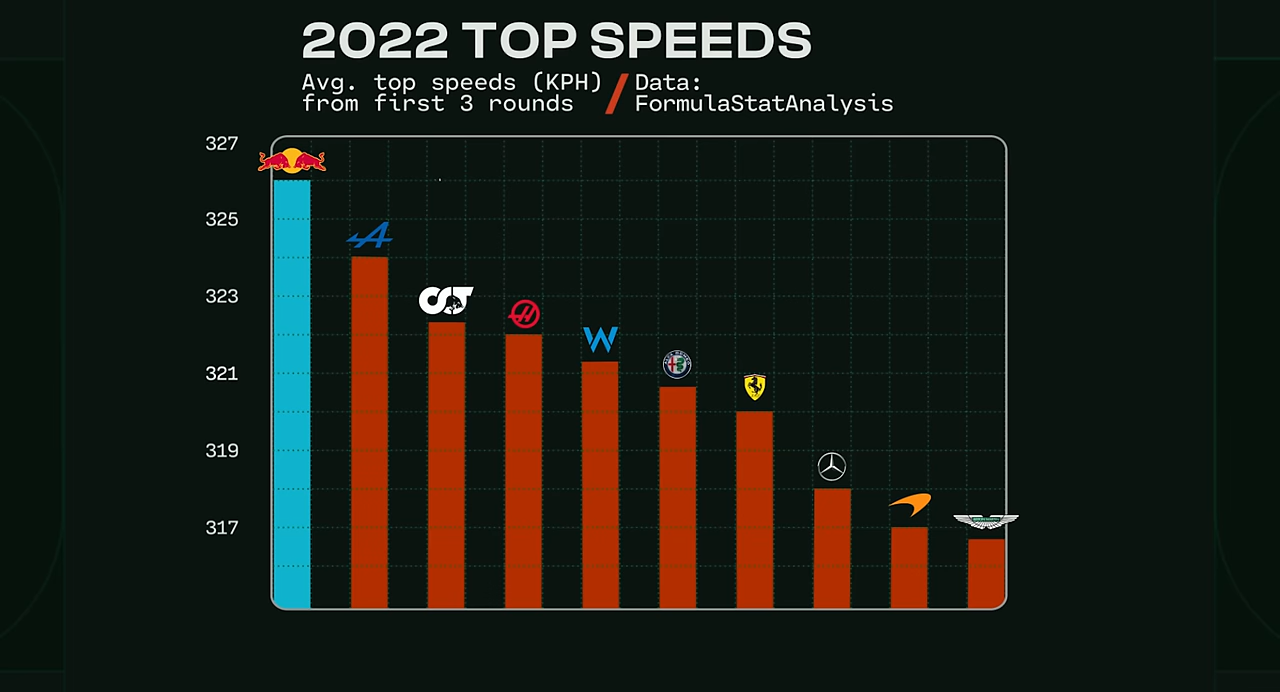 2022 TOP SPEEDS
Avg. top speeds (KPH)
from first 3 rounds
Data:
FormulaStatAnalysis
327
325
323
321
319
317